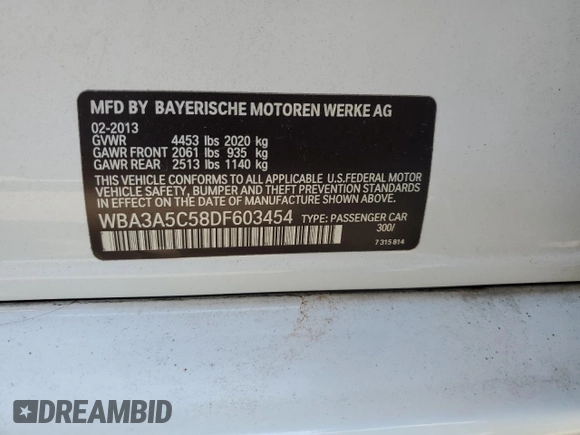 MFD BY BAYERISCHE MOTOREN WERKE AG
02-2013
GVWR 4453 lbs 2020 kg
GAWR FRONT 2061 lbs 935 kg
GAWR REAR 2513 lbs 1140 kg
THIS VEHICLE CONFORMS TO ALL APPLICABLE U.S.FEDERAL MOTOR
VEHICLE SAFETY, BUMPER AND THEFT PREVENTION STANDARDS
IN EFFECT ON THE DATE OF MANUFACTURE SHOWN ABOVE.
WBA3A5C58DF603454 TYPE: PASSENGER CAR
300/
7 315 814
DREAMBID